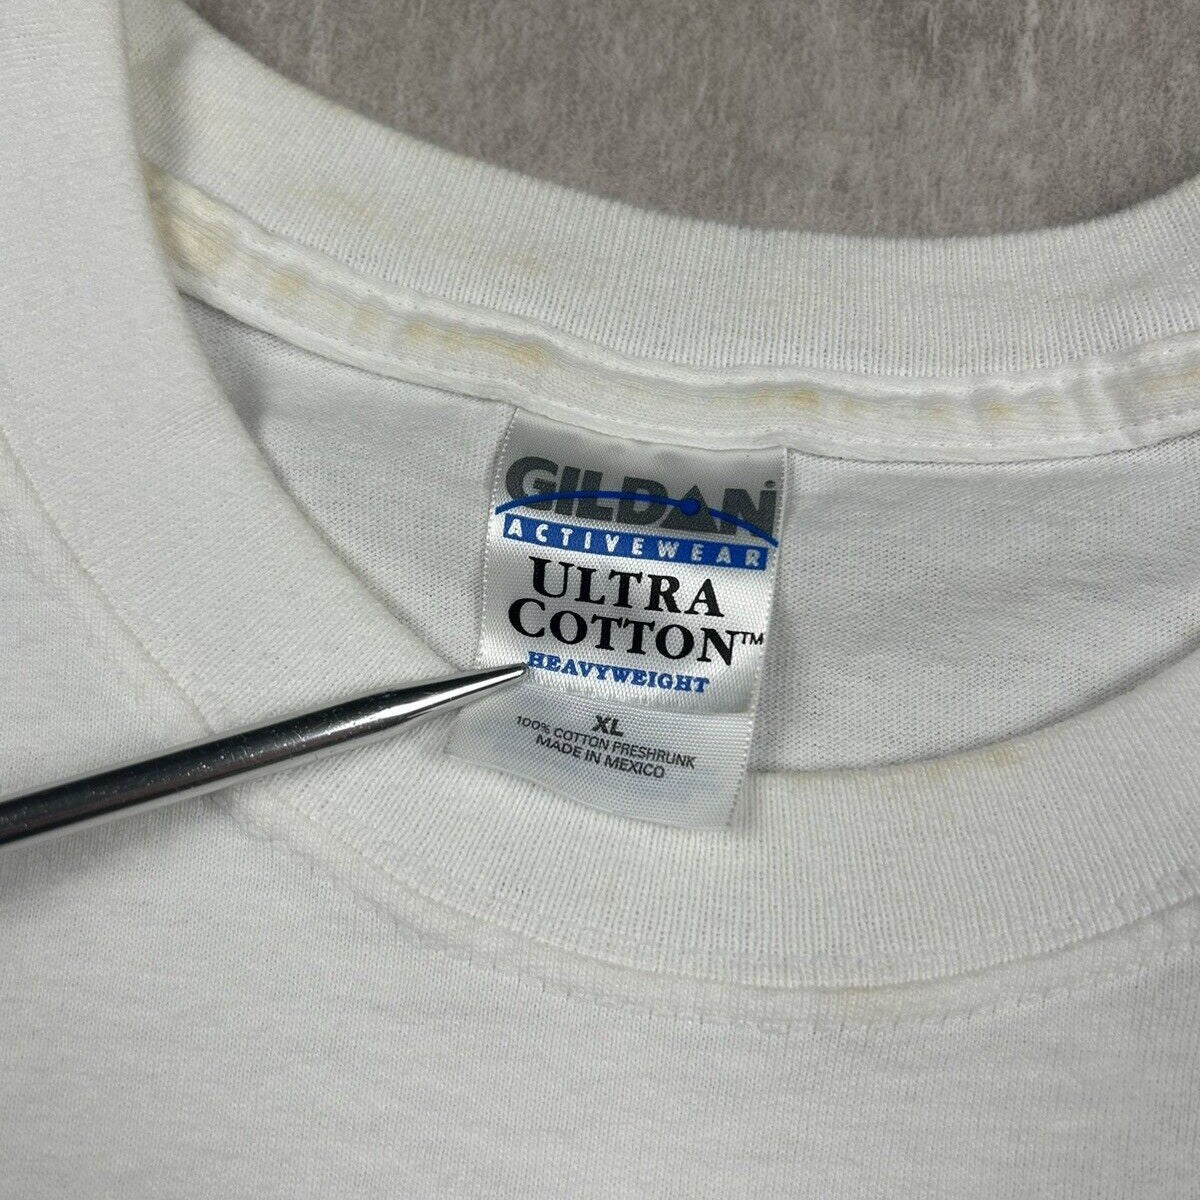 GILDAN®
ACTIVEWEAR
ULTRA
COTTON™
HEAVYWEIGHT
XL
100% COTTON PRESHRUNK
MADE IN MEXICO